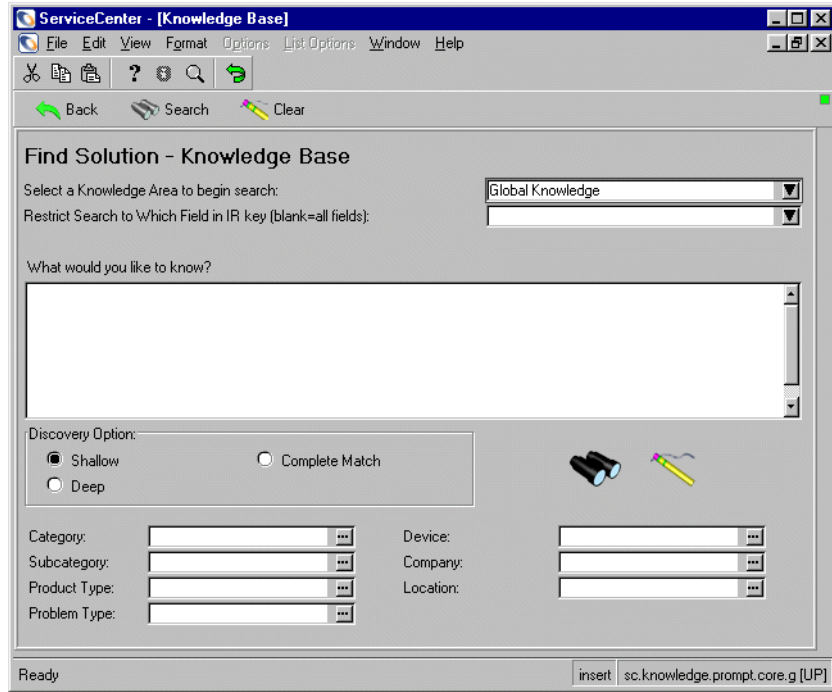 ServiceCenter - [Knowledge Base]
File Edit View Format Options List Options Window Help
Back Search Clear
Find Solution - Knowledge Base
Select a Knowledge Area to begin search: Global Knowledge
Restrict Search to Which Field in IR key (blank=all fields):
What would you like to know?
Discovery Option:
Shallow Complete Match
Deep
Category: Device:
Subcategory: Company:
Product Type: Location:
Problem Type:
Ready insert sc.knowledge.prompt.core.g [UP]